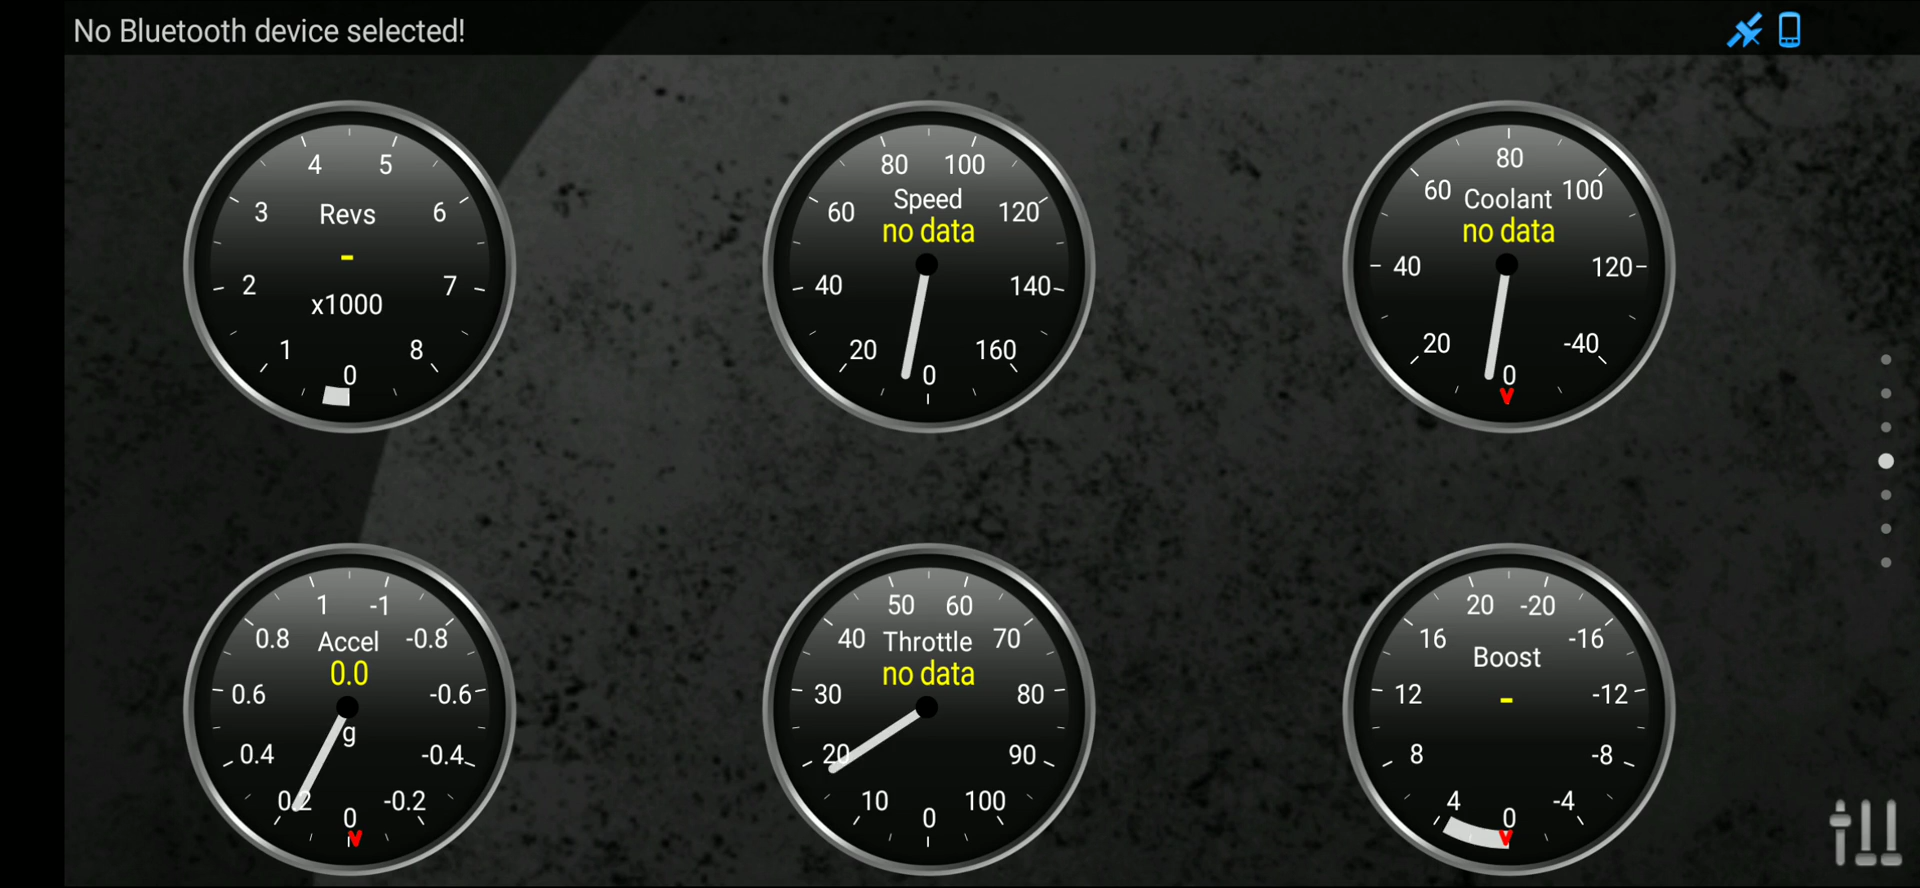 No Bluetooth device selected!
4 5
3 Revs 6
-
2 7
x1000
1 8
0
80 100
Speed
60 120
no data
40 140
20 160
0
80
60 Coolant 100
no data
40 120
20 -40
0
1 -1
0.8 Accel -0.8
0.0
0.6 -0.6
g
0.4 -0.4
0.2 -0.2
0
50 60
40 Throttle 70
no data
30 80
20 90
10 100
0
20 -20
16 -16
Boost
12 - -12
8 -8
4 -4
0